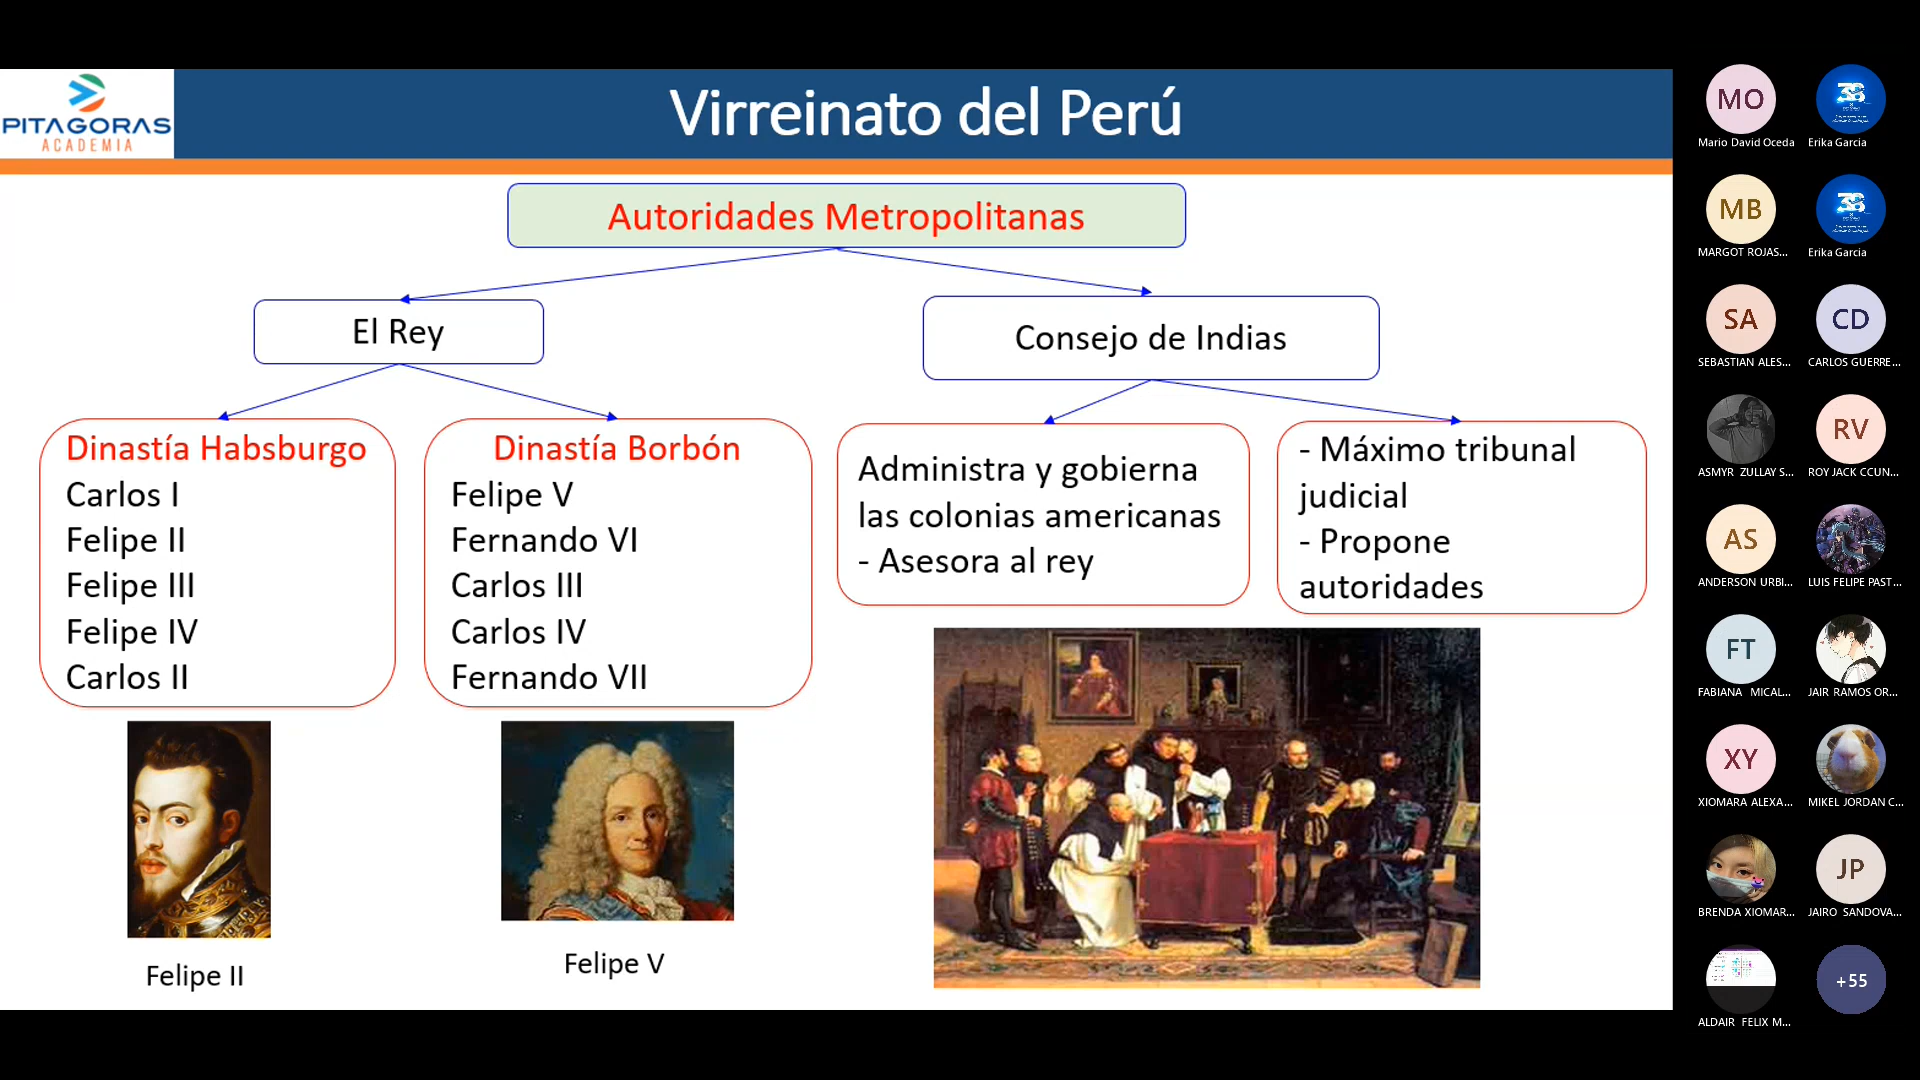 PITAGORAS
ACADEMIA
Virreinato del Perú
Autoridades Metropolitanas
El Rey
Consejo de Indias
Dinastía Habsburgo
Carlos I
Felipe II
Felipe III
Felipe IV
Carlos II
Dinastía Borbón
Felipe V
Fernando VI
Carlos III
Carlos IV
Fernando VII
Administra y gobierna
las colonias americanas
- Asesora al rey
- Máximo tribunal
judicial
- Propone
autoridades
Felipe II
Felipe V
MO
Mario David Oceda
Erika Garcia
MB
MARGOT ROJAS...
Erika Garcia
SA
SEBASTIAN ALES...
CD
CARLOS GUERRE...
ASMYR ZULLAY S...
RV
ROY JACK CCUN...
AS
ANDERSON URBI...
LUIS FELIPE PAST...
FT
FABIANA MICAL...
JAIR RAMOS OR...
XY
XIOMARA ALEXA...
MIKEL JORDAN C...
BRENDA XIOMAR...
JP
JAIRO SANDOVA...
ALDAIR FELIX M...
+55